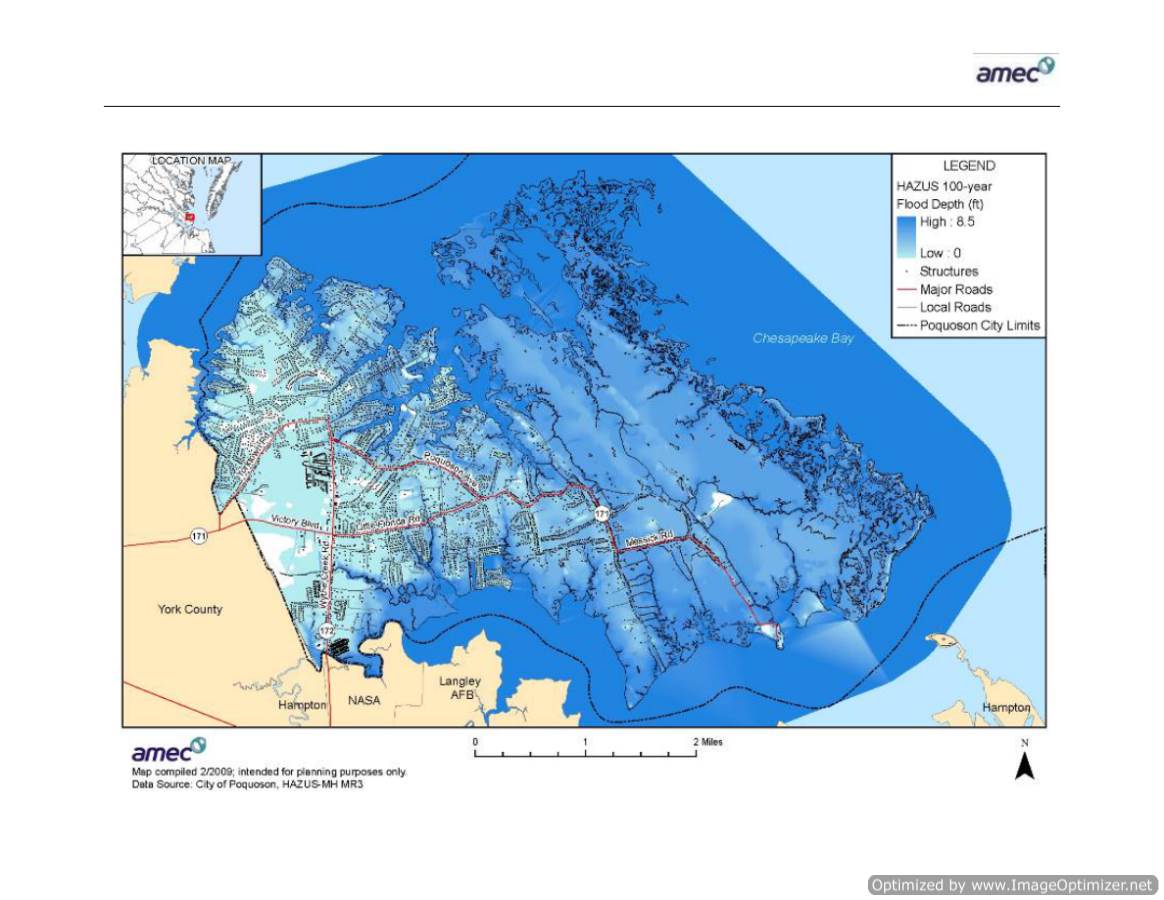 amec
LOCATION MAP
LEGEND
HAZUS 100-year
Flood Depth (ft)
High : 8.5
Low : 0
Structures
Major Roads
Local Roads
Poquoson City Limits
Chesapeake Bay
171
Victory Blvd
Little Florida Rd
171
Messick Rd
Wythe Creek Rd
York County
172
Hampton
NASA
Langley
AFB
Hampton
amec
0 1 2 Miles
N
Map compiled 2/2009; intended for planning purposes only.
Data Source: City of Poquoson, HAZUS-MH MR3
Optimized by www.ImageOptimizer.net